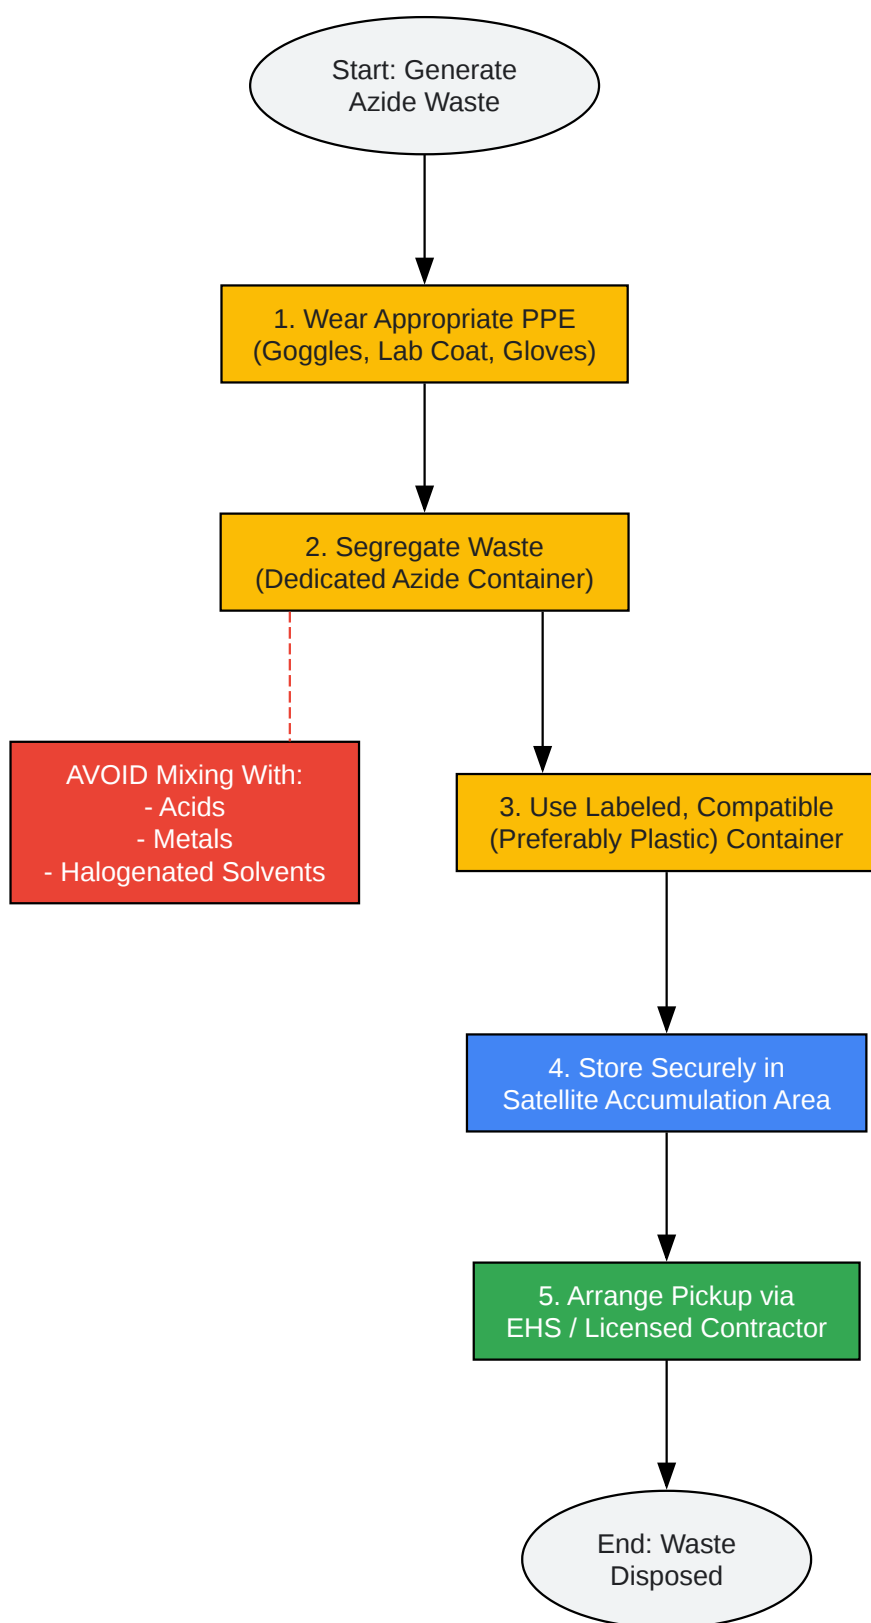 Start: Generate
Azide Waste
1. Wear Appropriate PPE
(Goggles, Lab Coat, Gloves)
2. Segregate Waste
(Dedicated Azide Container)
AVOID Mixing With:
- Acids
- Metals
- Halogenated Solvents
3. Use Labeled, Compatible
(Preferably Plastic) Container
4. Store Securely in
Satellite Accumulation Area
5. Arrange Pickup via
EHS / Licensed Contractor
End: Waste
Disposed